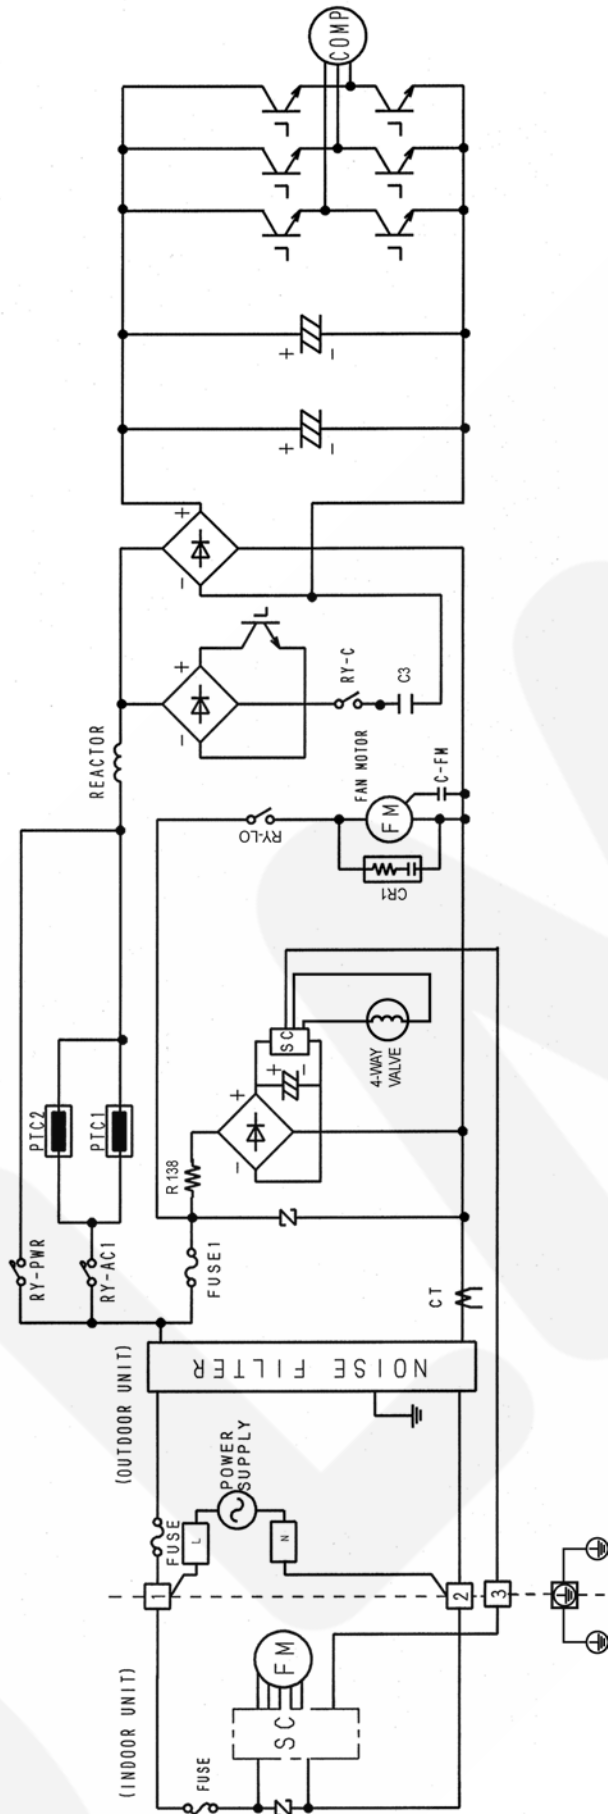 COMP
+
-
+
-
+
-
+
-
RY-C
C3
REACTOR
FAN MOTOR
FM
C-FM
RY-LO
CR1
SC
+
-
+
-
4-WAY
VALVE
R138
PTC2
PTC1
RY-PWR
RY-AC1
FUSE1
CT
NOISE FILTER
(OUTDOOR UNIT)
POWER
SUPPLY
FUSE
L
N
1
2
3
(INDOOR UNIT)
FM
SC
FUSE